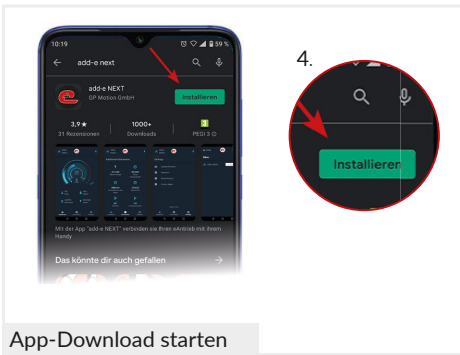 10:19
59 %
add-e next
add-e NEXT
GP Motion GmbH
Installieren
3,9★
1000+
31 Rezensionen
Downloads
PEGI 3
Mit der App "add-e NEXT" verbinden sie Ihren eAntrieb mit ihrem
Handy
Das könnte dir auch gefallen
4.
Installieren
App-Download starten